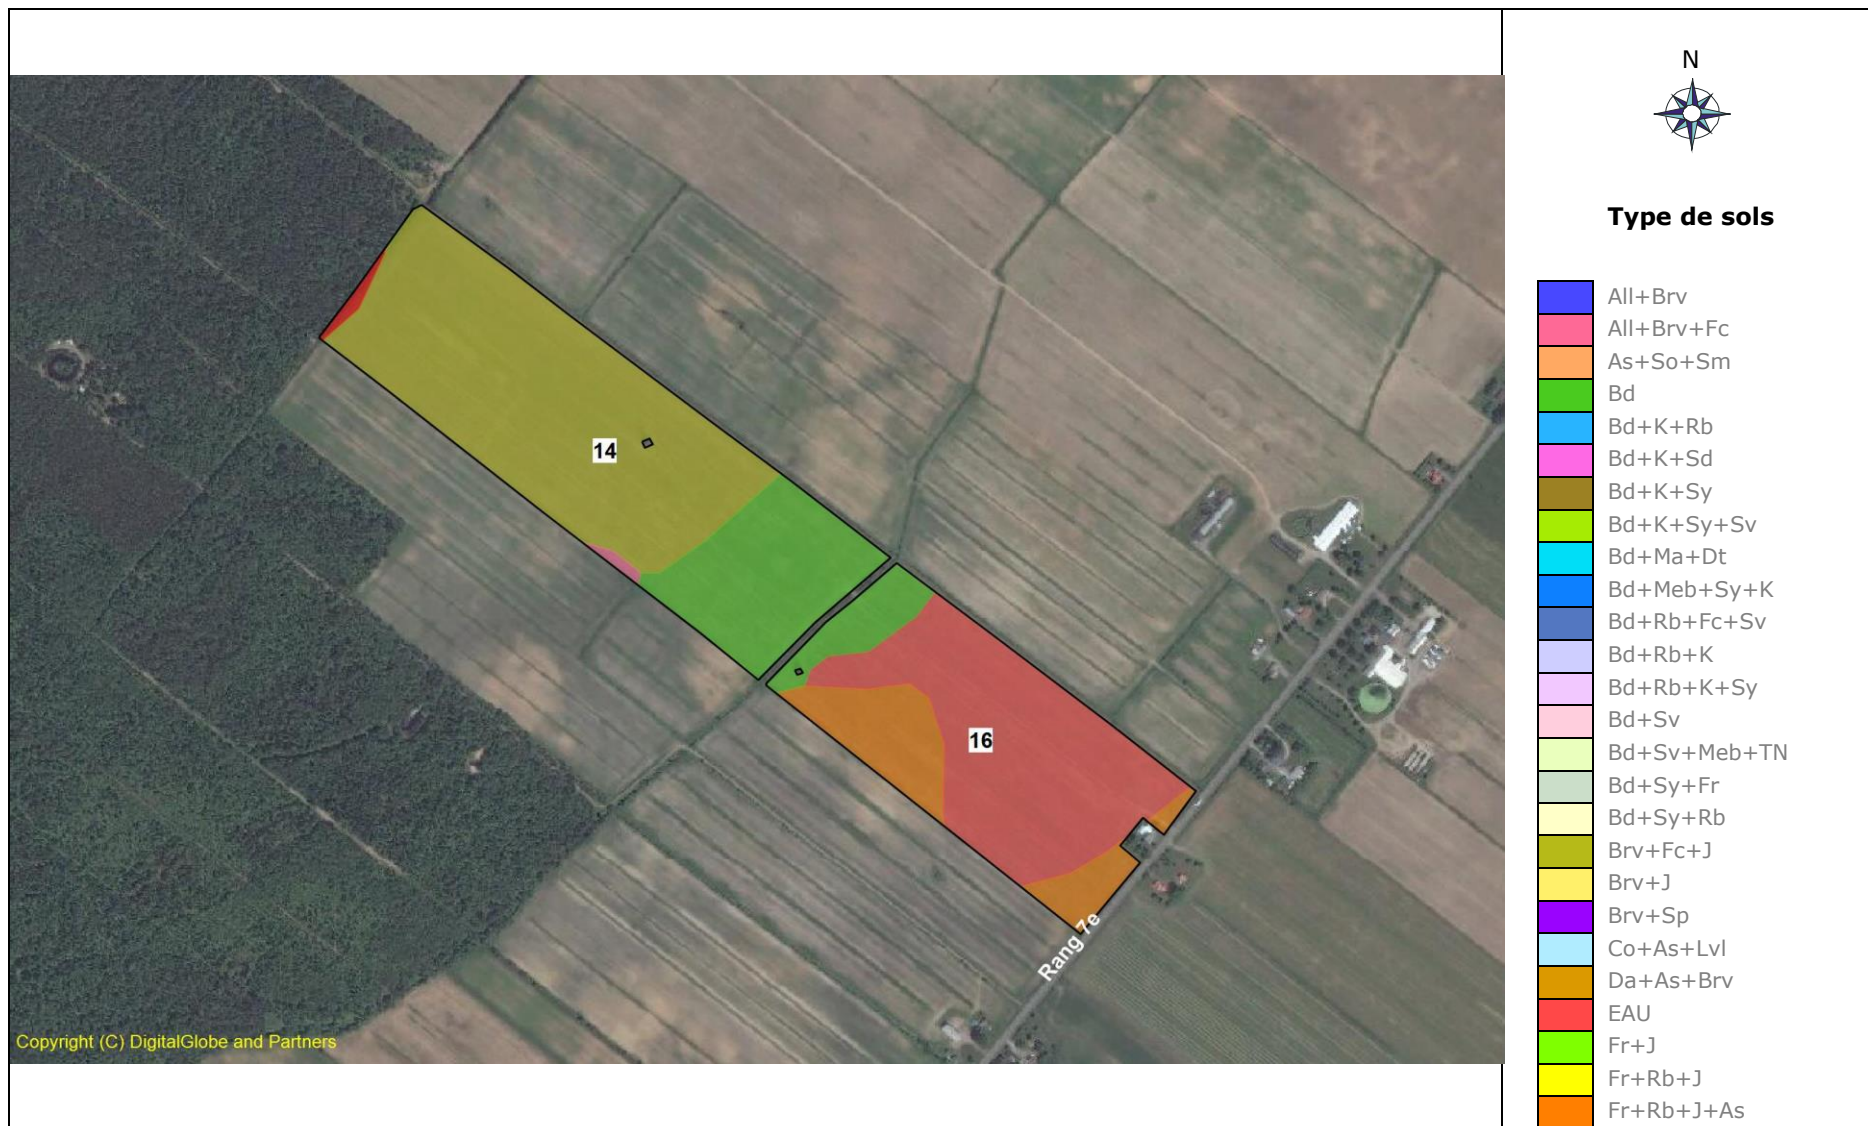 N
Type de sols
All+Brv
All+Brv+Fc
As+So+Sm
Bd
Bd+K+Rb
Bd+K+Sd
Bd+K+Sy
Bd+K+Sy+Sv
Bd+Ma+Dt
Bd+Meb+Sy+K
Bd+Rb+Fc+Sv
Bd+Rb+K
Bd+Rb+K+Sy
Bd+Sv
Bd+Sv+Meb+TN
Bd+Sy+Fr
Bd+Sy+Rb
Brv+Fc+J
Brv+J
Brv+Sp
Co+As+Lvl
Da+As+Brv
EAU
Fr+J
Fr+Rb+J
Fr+Rb+J+As
14
16
Rang 7e
Copyright (C) DigitalGlobe and Partners